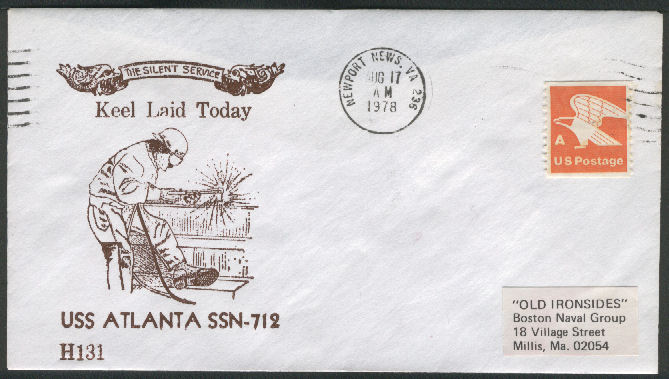 THE SILENT SERVICE
Keel Laid Today
USS ATLANTA SSN-712
H131
NEWPORT NEWS, VA 236
AUG 17
AM
1978
A
US Postage
"OLD IRONSIDES"
Boston Naval Group
18 Village Street
Millis, Ma. 02054